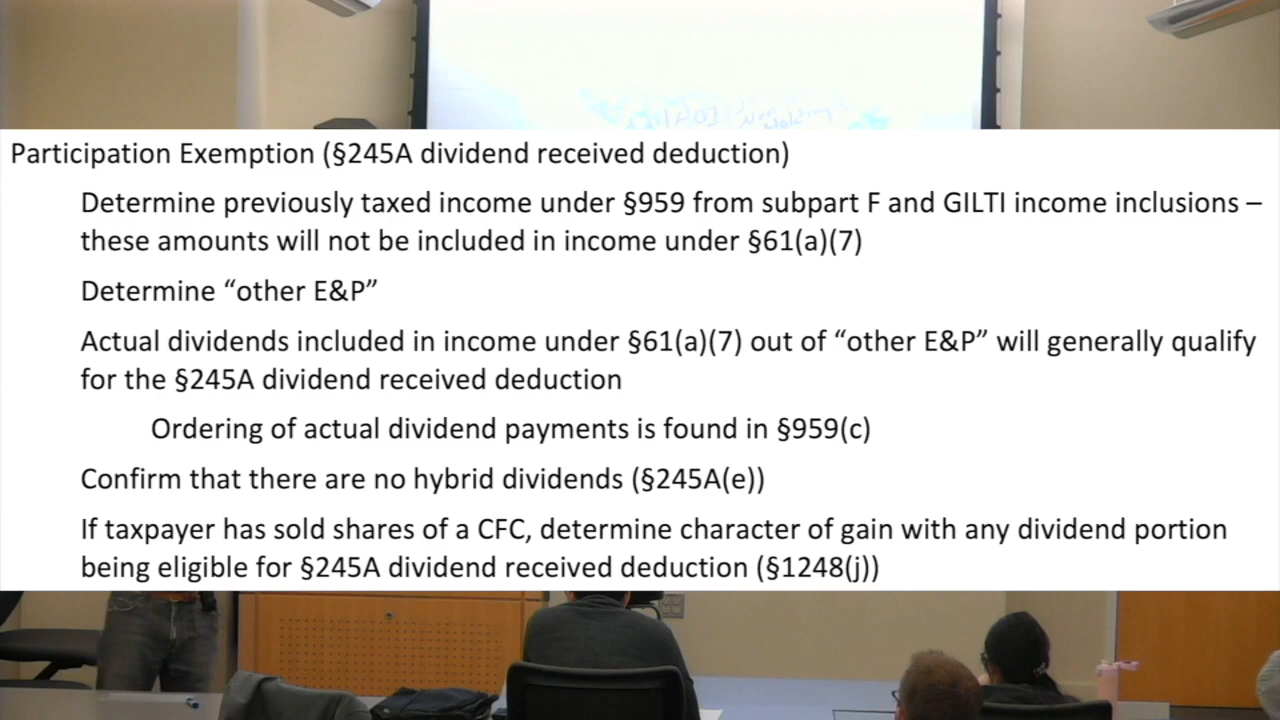 Participation Exemption (§245A dividend received deduction)
Determine previously taxed income under §959 from subpart F and GILTI income inclusions –
these amounts will not be included in income under §61(a)(7)
Determine “other E&P”
Actual dividends included in income under §61(a)(7) out of “other E&P” will generally qualify
for the §245A dividend received deduction
Ordering of actual dividend payments is found in §959(c)
Confirm that there are no hybrid dividends (§245A(e))
If taxpayer has sold shares of a CFC, determine character of gain with any dividend portion
being eligible for §245A dividend received deduction (§1248(j))